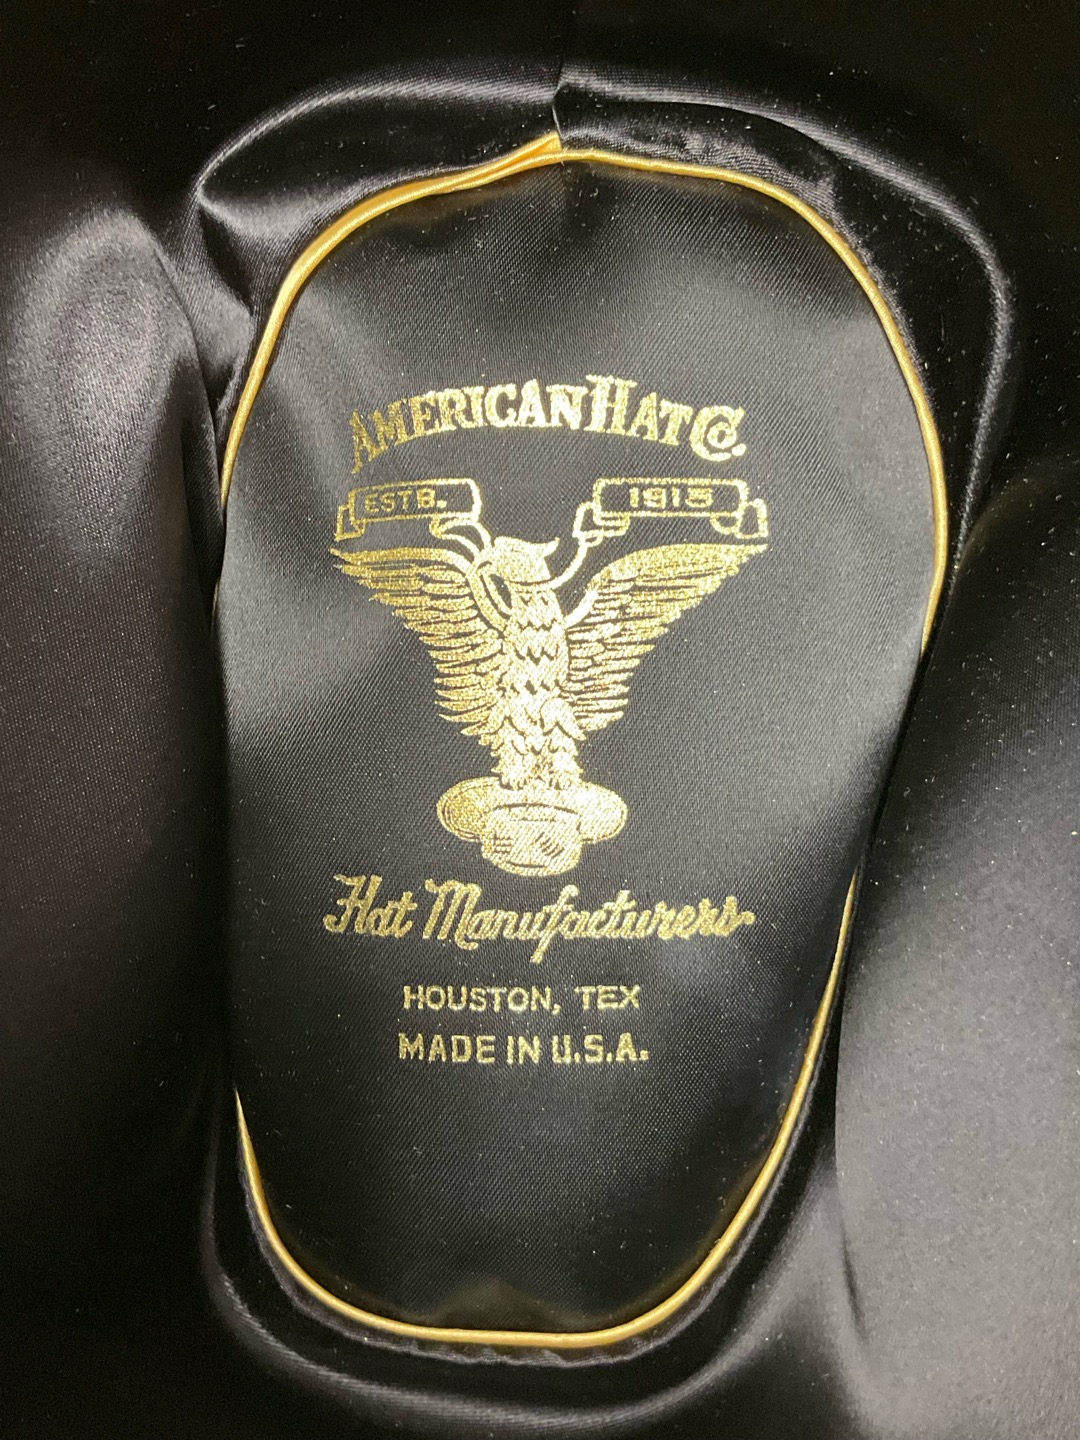 AMERICAN HAT CO.
ESTB. 1915
Hat Manufacturers
HOUSTON, TEX
MADE IN U.S.A.